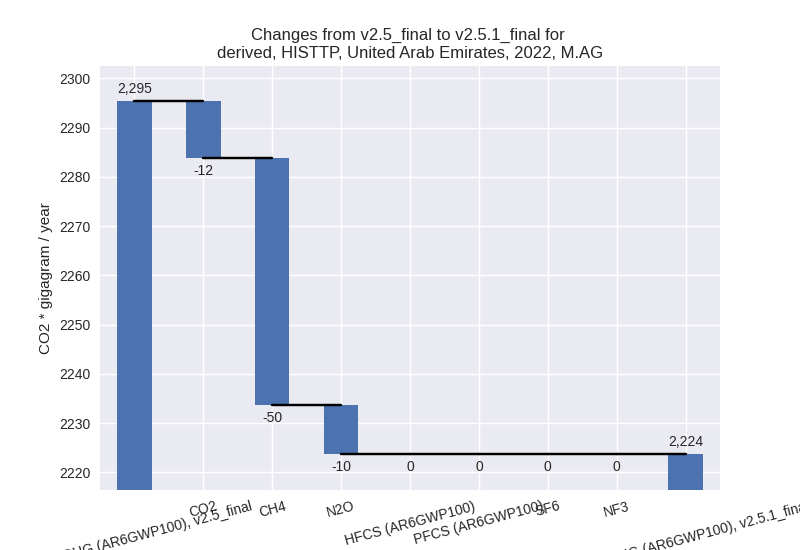 Changes from v2.5_final to v2.5.1_final for
derived, HISTTP, United Arab Emirates, 2022, M.AG
CO2 * gigagram / year
2300
2290
2280
2270
2260
2250
2240
2230
2220
2,295
-12
-50
-10
0
0
0
0
2,224
(AR6GWP100), v2.5_final
CO2
CH4
N2O
HFCS (AR6GWP100)
PFCS (AR6GWP100)
SF6
NF3
(AR6GWP100), v2.5.1_fina